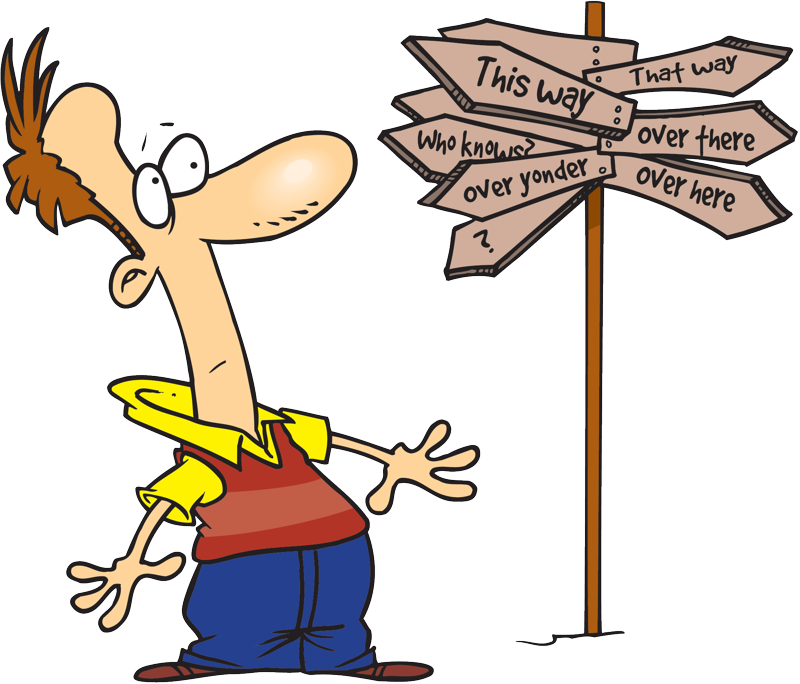 This way
That way
Who knows?
over there
over yonder
over here
?